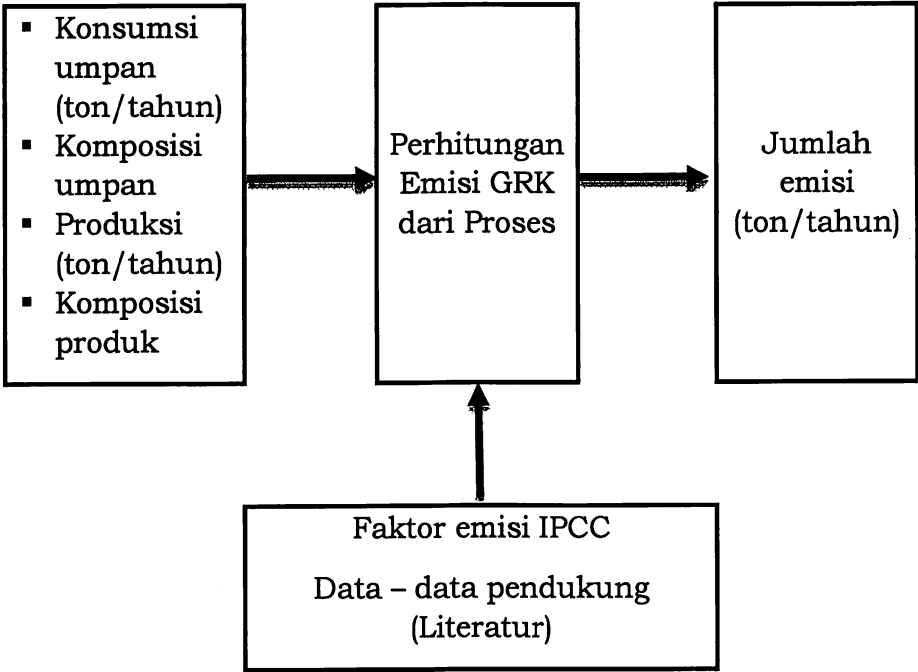 ▪ Konsumsi
umpan
(ton/tahun)
▪ Komposisi
umpan
▪ Produksi
(ton/tahun)
▪ Komposisi
produk
Perhitungan
Emisi GRK
dari Proses
Jumlah
emisi
(ton/tahun)
Faktor emisi IPCC
Data – data pendukung
(Literatur)